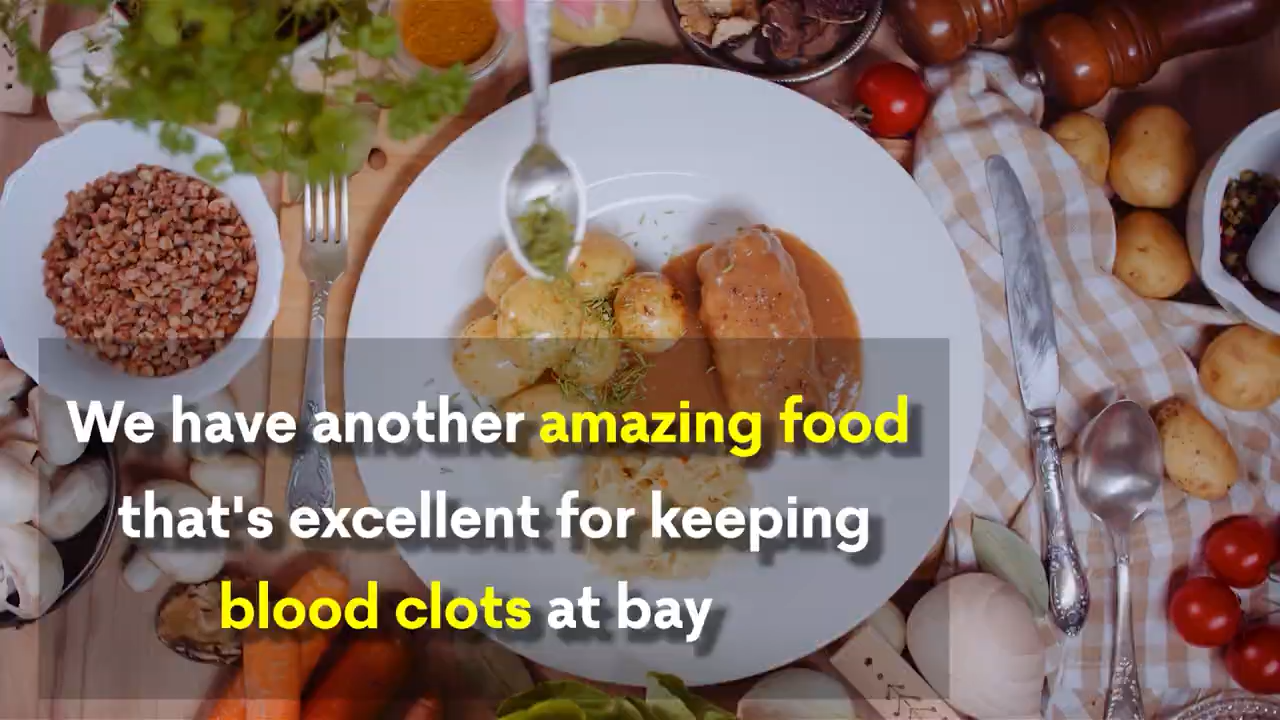 We have another amazing food
that's excellent for keeping
blood clots at bay